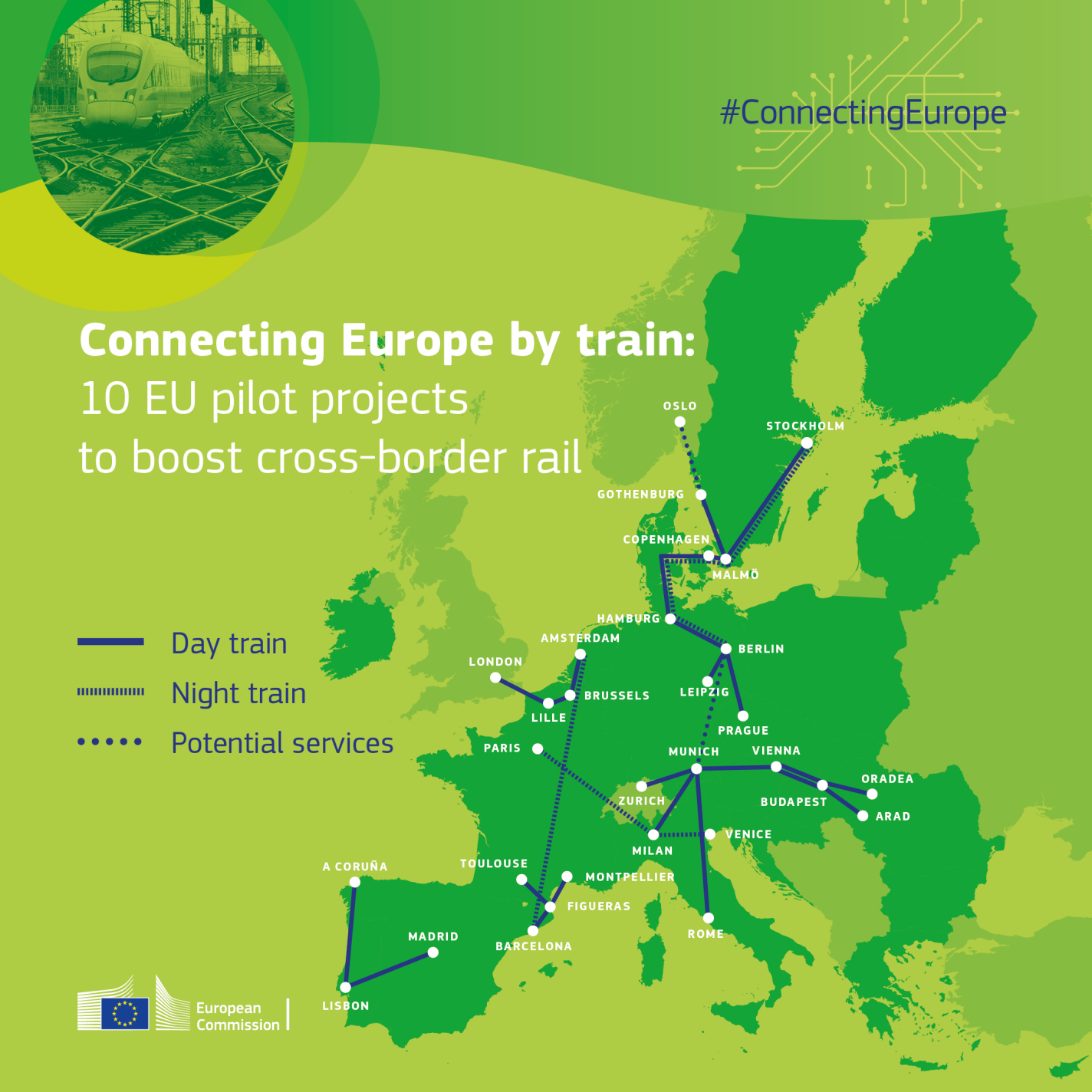 #ConnectingEurope
Connecting Europe by train:
10 EU pilot projects
to boost cross-border rail
OSLO
STOCKHOLM
GOTHENBURG
COPENHAGEN
MALMÖ
HAMBURG
AMSTERDAM
BERLIN
LONDON
BRUSSELS
LEIPZIG
LILLE
PRAGUE
PARIS
MUNICH
VIENNA
ORADEA
ZURICH
BUDAPEST
ARAD
VENICE
MILAN
Day train
Night train
Potential services
A CORUÑA
TOULOUSE
MONTPELLIER
FIGUERAS
MADRID
BARCELONA
ROME
LISBON
European
Commission